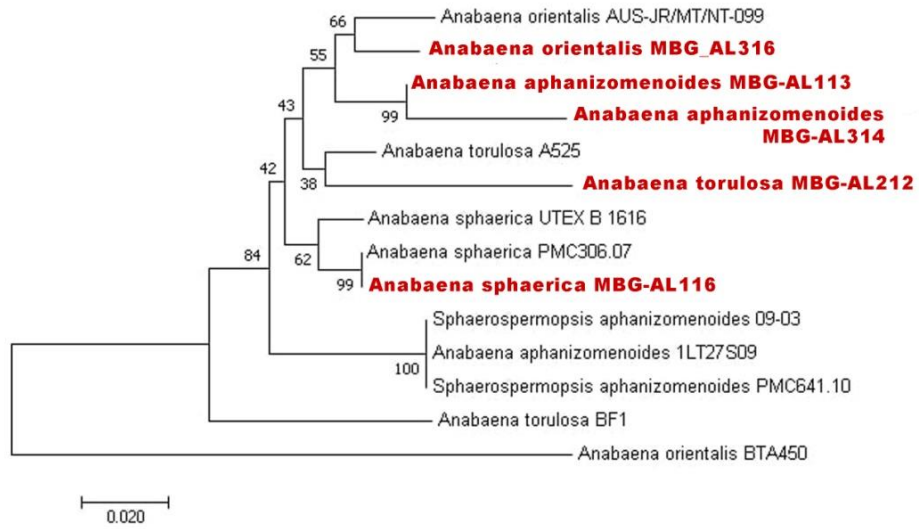 Anabaena orientalis AUS-JR/MT/NT-099
66
Anabaena orientalis MBG_AL316
55
Anabaena aphanizomenoides MBG-AL113
99
Anabaena aphanizomenoides
MBG-AL314
43
Anabaena torulosa A525
42
38
Anabaena torulosa MBG-AL212
Anabaena sphaerica UTEX B 1616
84
62
Anabaena sphaerica PMC306.07
99
Anabaena sphaerica MBG-AL116
Sphaerospermopsis aphanizomenoides 09-03
Anabaena aphanizomenoides 1LT27S09
100
Sphaerospermopsis aphanizomenoides PMC641.10
Anabaena torulosa BF1
Anabaena orientalis BTA450
0.020